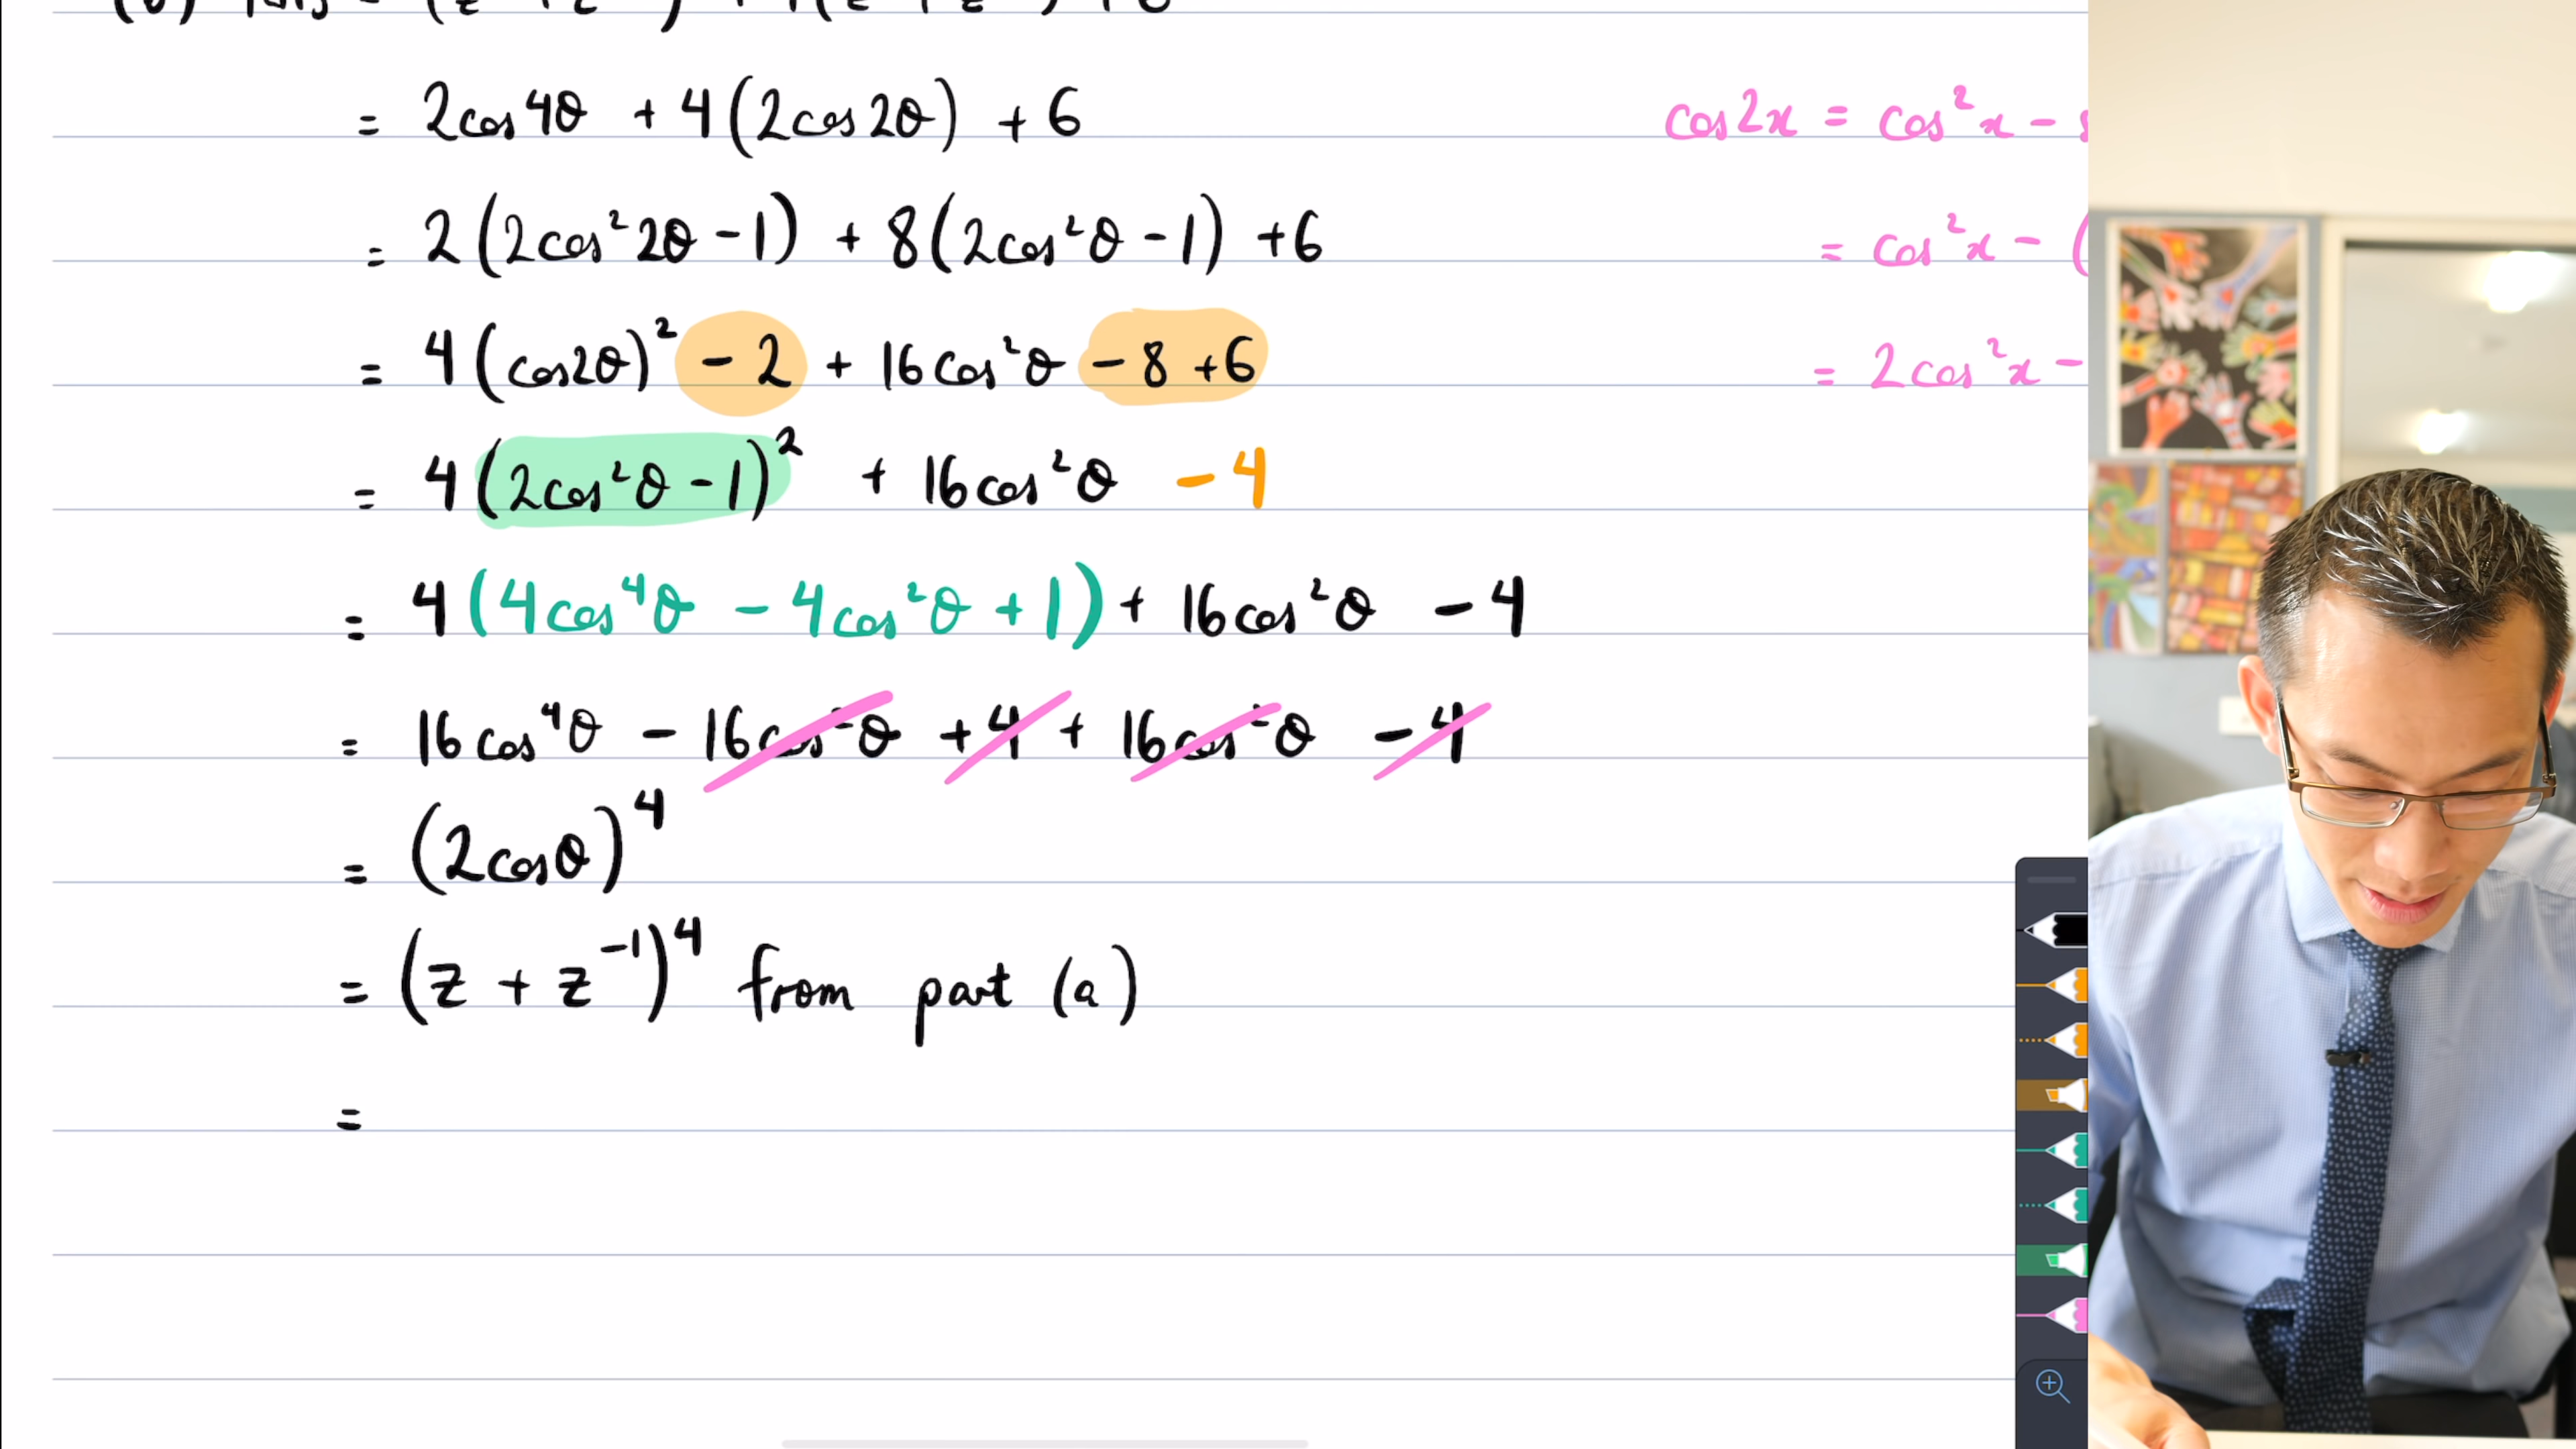 = 2cos4θ + 4(2cos2θ) + 6
= 2(2cos²2θ - 1) + 8(2cos²θ - 1) + 6
= 4(cos2θ)² - 2 + 16cos²θ - 8 + 6
= 4(2cos²θ - 1)² + 16cos²θ - 4
= 4(4cos⁴θ - 4cos²θ + 1) + 16cos²θ - 4
= 16cos⁴θ - 16cos²θ + 4 + 16cos²θ - 4
= (2cosθ)⁴
= (z + z⁻¹)⁴ from part (a)
=
cos2x = cos²x -
= cos²x - (
= 2cos²x -